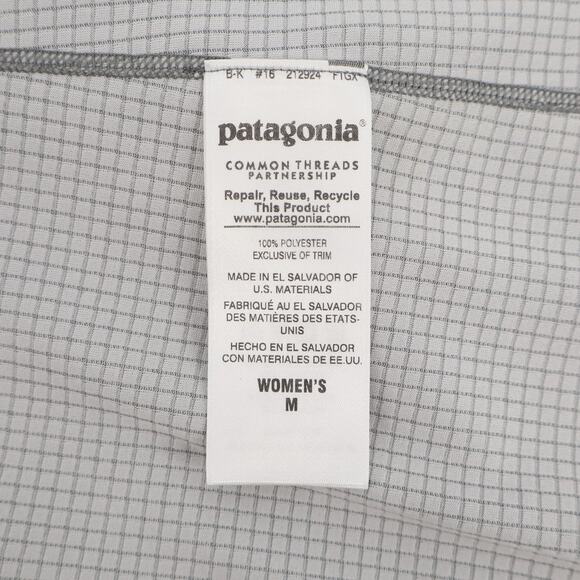 B-K #16 212924 FTGX
patagonia®
COMMON THREADS
PARTNERSHIP
Repair, Reuse, Recycle
This Product
www.patagonia.com
100% POLYESTER
EXCLUSIVE OF TRIM
MADE IN EL SALVADOR OF
U.S. MATERIALS
FABRIQUÉ AU EL SALVADOR
DES MATIÈRES DES ETATS-
UNIS
HECHO EN EL SALVADOR
CON MATERIALES DE EE.UU.
WOMEN'S
M